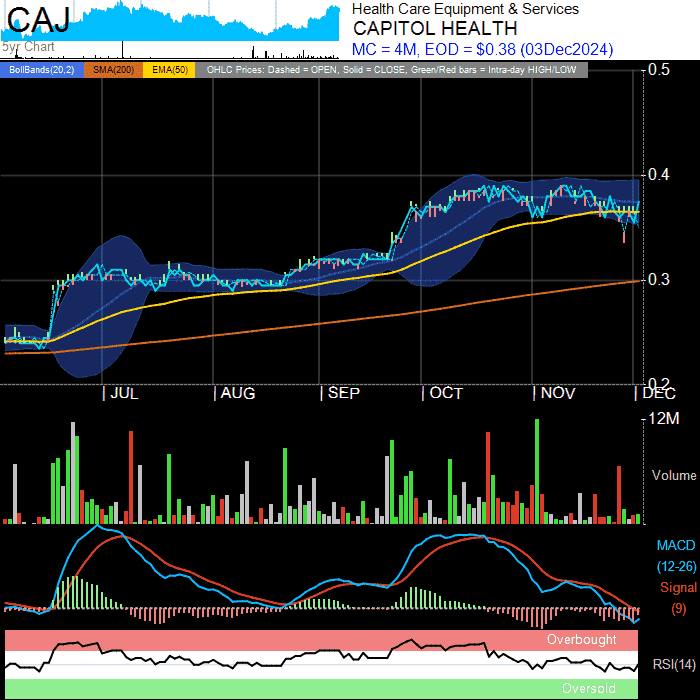 CAJ
5yr Chart
Health Care Equipment & Services
CAPITOL HEALTH
MC = 4M, EOD = $0.38 (03Dec2024)
BollBands(20,2) SMA(200) EMA(50) OHLC Prices: Dashed = OPEN, Solid = CLOSE, Green/Red bars = Intra-day HIGH/LOW
0.5
0.4
0.3
0.2
| JUL | AUG | SEP | OCT | NOV | DEC
12M
Volume
MACD
(12-26)
Signal
(9)
Overbought
RSI(14)
Oversold